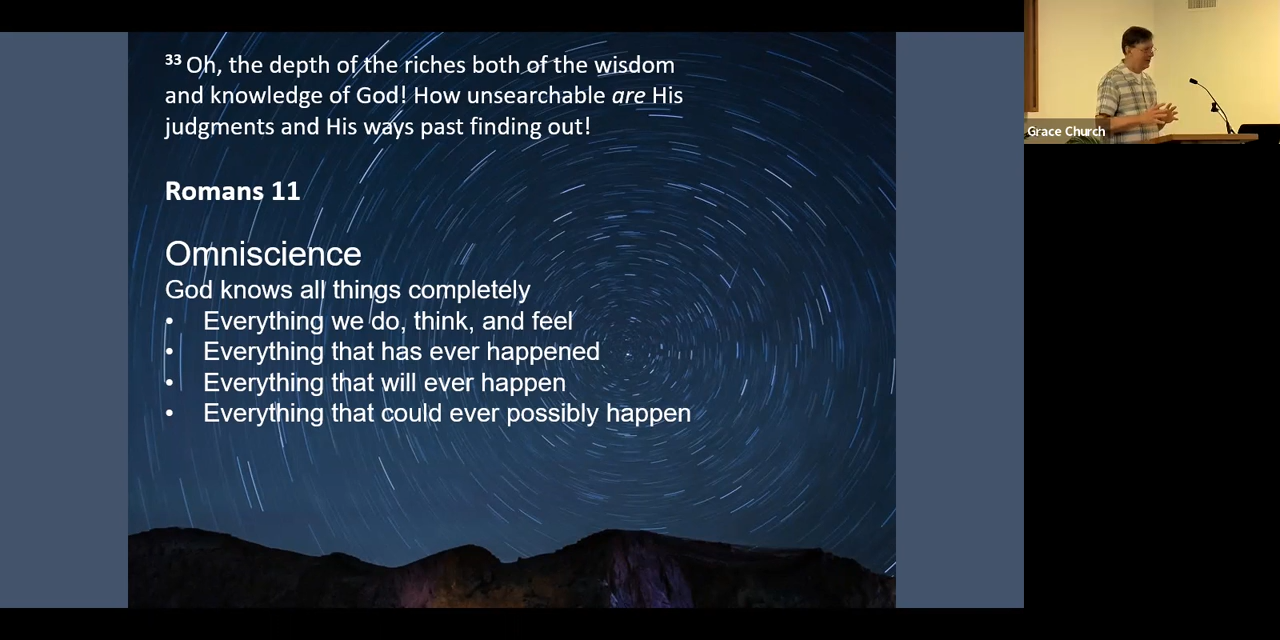 33 Oh, the depth of the riches both of the wisdom
and knowledge of God! How unsearchable are His
judgments and His ways past finding out!
Romans 11
Omniscience
God knows all things completely
• Everything we do, think, and feel
• Everything that has ever happened
• Everything that will ever happen
• Everything that could ever possibly happen
Grace Church